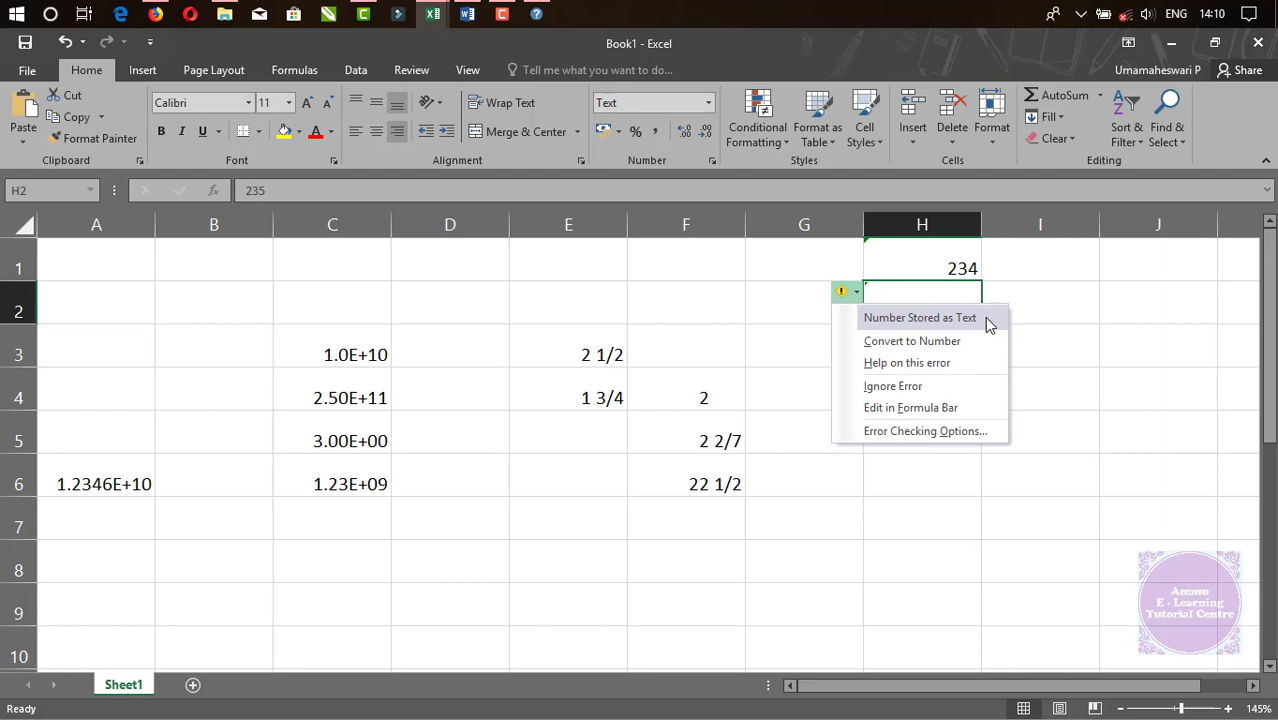 ENG 14:10
Book1 - Excel
File Home Insert Page Layout Formulas Data Review View Tell me what you want to do... Umamaheswari P Share
Paste
Cut
Copy
Format Painter
Clipboard
Calibri 11
B I U
Font
Wrap Text
Merge & Center
Alignment
Text
%
Number
Conditional Formatting
Format as Table
Cell Styles
Styles
Insert
Delete
Format
Cells
AutoSum
Fill
Clear
Sort & Filter
Find & Select
Editing
H2 fx 235
A B C D E F G H I J
1 234
2
Number Stored as Text
Convert to Number
Help on this error
Ignore Error
Edit in Formula Bar
Error Checking Options...
3 1.0E+10 2 1/2
4 2.50E+11 1 3/4 2
5 3.00E+00 2 2/7
6 1.2346E+10 1.23E+09 22 1/2
7
8
9
10
Anunu
E - Learning
Tutorial Centre
Sheet1
Ready 145%